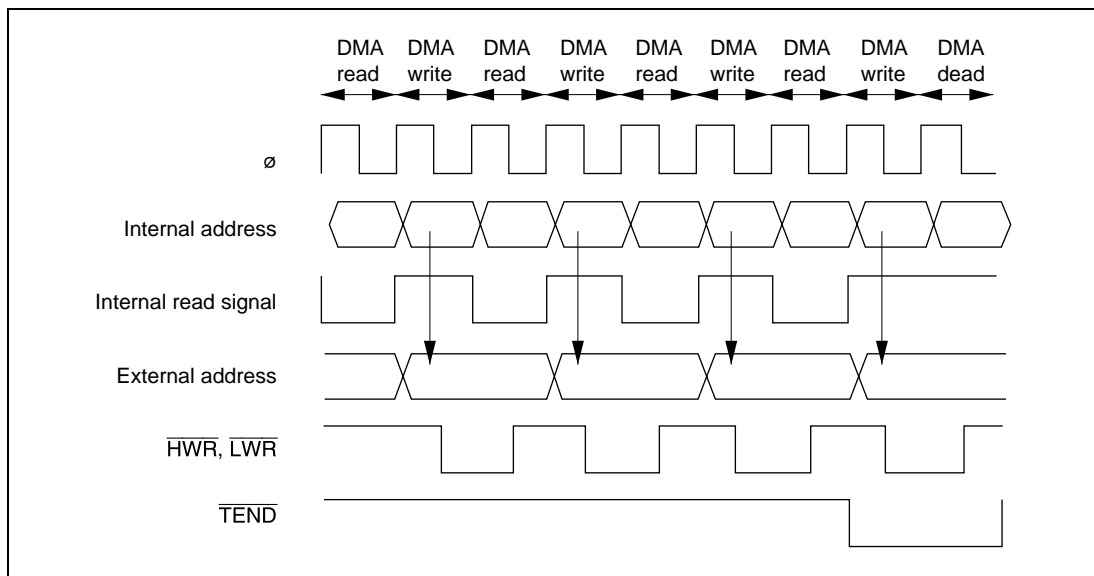 DMA read DMA write DMA read DMA write DMA read DMA write DMA read DMA write DMA dead
ø
Internal address
Internal read signal
External address
HWR, LWR
TEND